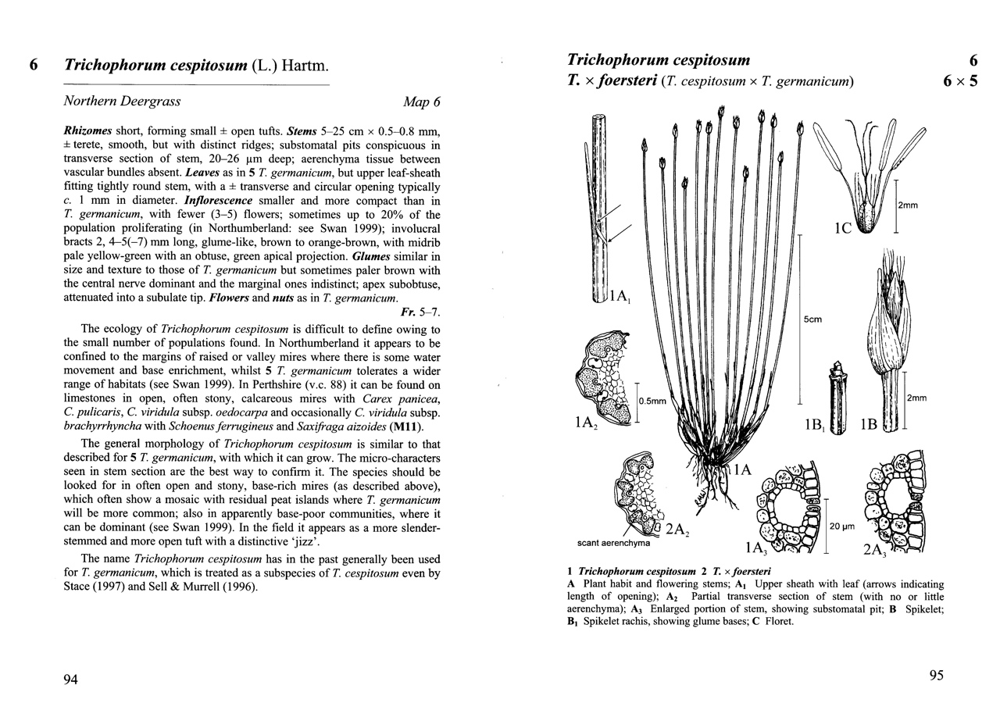 6 Trichophorum cespitosum (L.) Hartm.
Northern Deergrass Map 6
Rhizomes short, forming small ± open tufts. Stems 5–25 cm × 0.5–0.8 mm,
± terete, smooth, but with distinct ridges; substomatal pits conspicuous in
transverse section of stem, 20–26 µm deep; aerenchyma tissue between
vascular bundles absent. Leaves as in 5 T. germanicum, but upper leaf-sheath
fitting tightly round stem, with a ± transverse and circular opening typically
c. 1 mm in diameter. Inflorescence smaller and more compact than in
T. germanicum, with fewer (3–5) flowers; sometimes up to 20% of the
population proliferating (in Northumberland: see Swan 1999); involucral
bracts 2, 4–5(–7) mm long, glume-like, brown to orange-brown, with midrib
pale yellow-green with an obtuse, green apical projection. Glumes similar in
size and texture to those of T. germanicum but sometimes paler brown with
the central nerve dominant and the marginal ones indistinct; apex subobtuse,
attenuated into a subulate tip. Flowers and nuts as in T. germanicum.
Fr. 5–7.
The ecology of Trichophorum cespitosum is difficult to define owing to
the small number of populations found. In Northumberland it appears to be
confined to the margins of raised or valley mires where there is some water
movement and base enrichment, whilst 5 T. germanicum tolerates a wider
range of habitats (see Swan 1999). In Perthshire (v.c. 88) it can be found on
limestones in open, often stony, calcareous mires with Carex panicea,
C. pulicaris, C. viridula subsp. oedocarpa and occasionally C. viridula subsp.
brachyrrhyncha with Schoenus ferrugineus and Saxifraga aizoides (M11).
The general morphology of Trichophorum cespitosum is similar to that
described for 5 T. germanicum, with which it can grow. The micro-characters
seen in stem section are the best way to confirm it. The species should be
looked for in often open and stony, base-rich mires (as described above),
which often show a mosaic with residual peat islands where T. germanicum
will be more common; also in apparently base-poor communities, where it
can be dominant (see Swan 1999). In the field it appears as a more slender-
stemmed and more open tuft with a distinctive ‘jizz’.
The name Trichophorum cespitosum has in the past generally been used
for T. germanicum, which is treated as a subspecies of T. cespitosum even by
Stace (1997) and Sell & Murrell (1996).
94
Trichophorum cespitosum 6
T. × foersteri (T. cespitosum × T. germanicum) 6 × 5
1A₁
1C
2mm
5cm
1A₂
0.5mm
1B₁
1B
2mm
1A
2A₂
scant aerenchyma
1A₃
20 µm
2A₃
1 Trichophorum cespitosum 2 T. × foersteri
A Plant habit and flowering stems; A₁ Upper sheath with leaf (arrows indicating
length of opening); A₂ Partial transverse section of stem (with no or little
aerenchyma); A₃ Enlarged portion of stem, showing substomatal pit; B Spikelet;
B₁ Spikelet rachis, showing glume bases; C Floret.
95